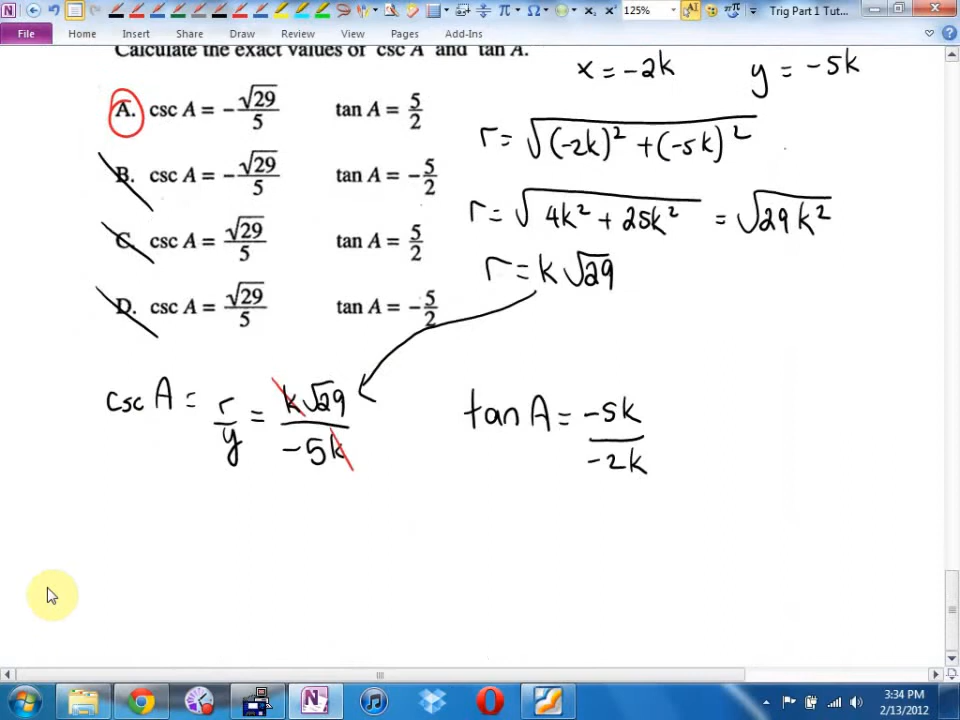 125%
Trig Part 1 Tut...
File Home Insert Share Draw Review View Pages Add-Ins
Calculate the exact values of csc A and tan A.
A. csc A = -√29/5 tan A = 5/2
B. csc A = -√29/5 tan A = -5/2
C. csc A = √29/5 tan A = 5/2
D. csc A = √29/5 tan A = -5/2
x = -2k y = -5k
r = √((-2k)² + (-5k)²)
r = √(4k² + 25k²) = √(29k²)
r = k√29
csc A = r/y = k√29/-5k
tan A = -5k/-2k
3:34 PM
2/13/2012